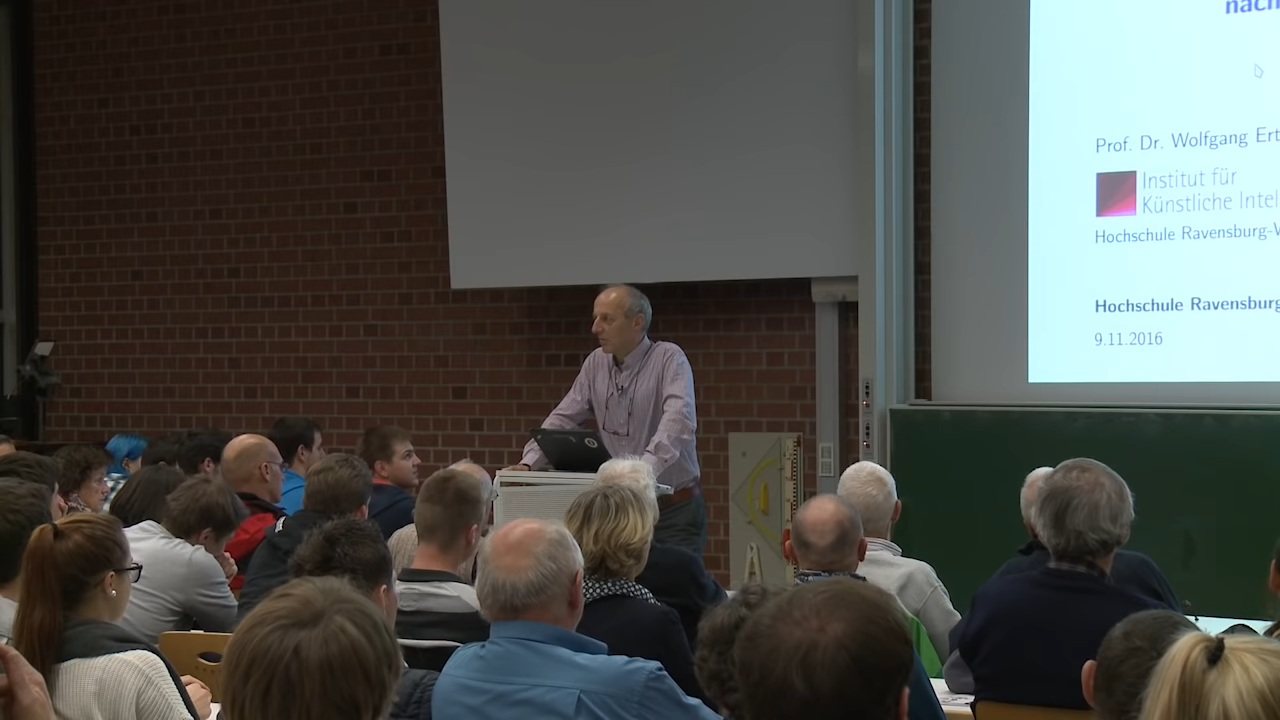 nach
Prof. Dr. Wolfgang Ert
Institut für
Künstliche Intel
Hochschule Ravensburg-W
Hochschule Ravensburg
9.11.2016